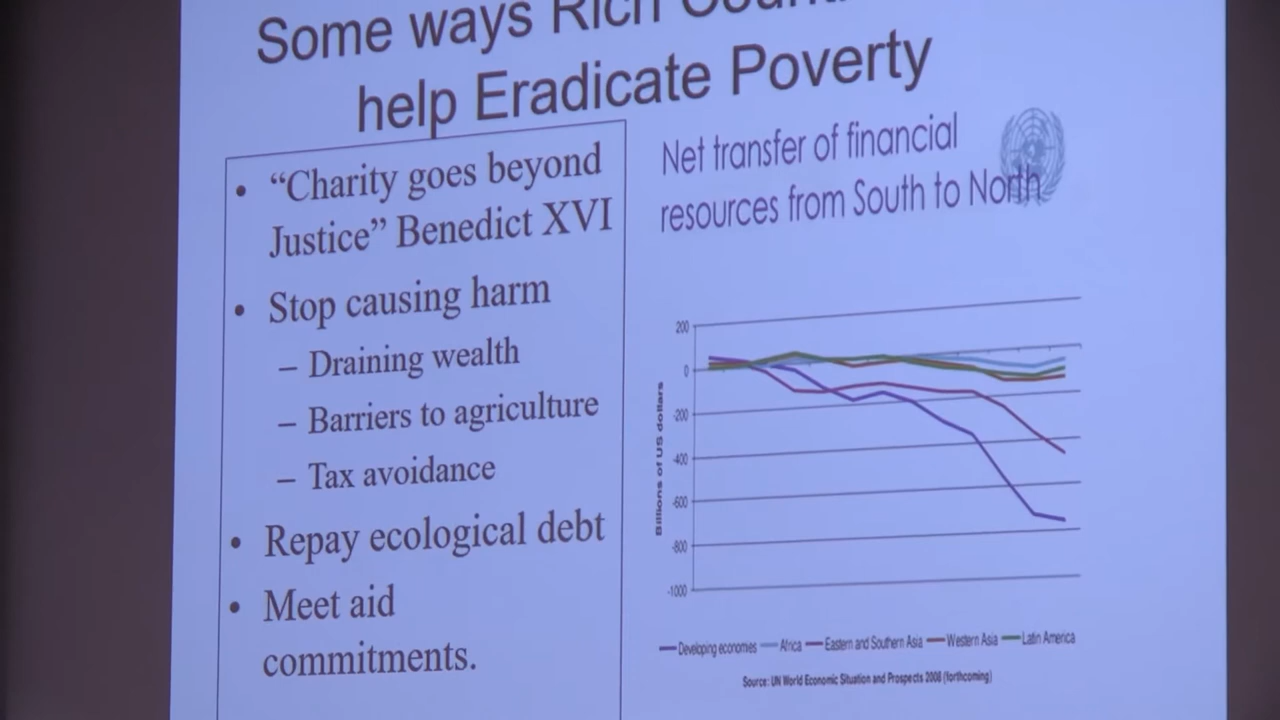 Some ways Rich
help Eradicate Poverty
• “Charity goes beyond
Justice” Benedict XVI
• Stop causing harm
– Draining wealth
– Barriers to agriculture
– Tax avoidance
• Repay ecological debt
• Meet aid
commitments.
Net transfer of financial
resources from South to North
200
0
-200
-400
-600
-800
-1000
Billions of US dollars
Developing economies Africa Eastern and Southern Asia Western Asia Latin America
Source: UN World Economic Situation and Prospects 2008 (forthcoming)